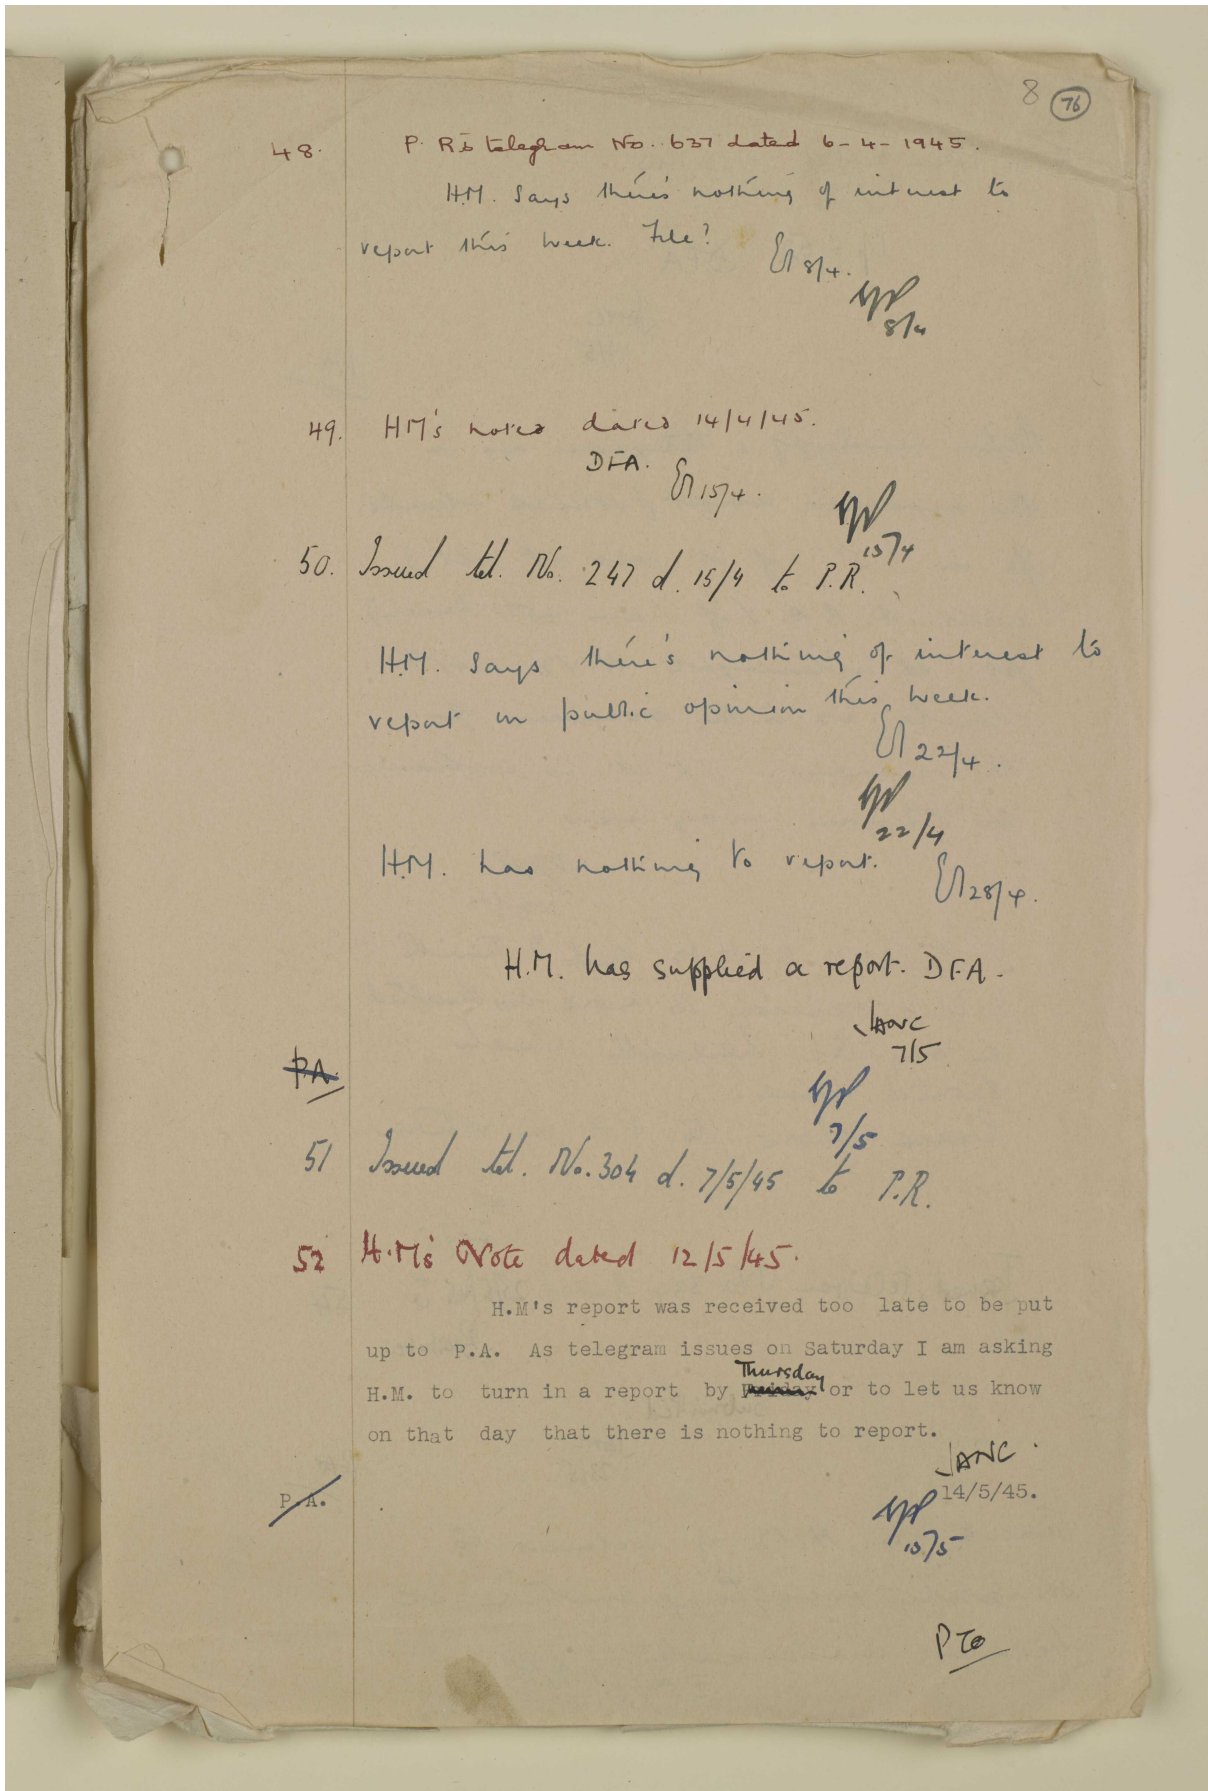 8 76
48. P. R's telegram No. 637 dated 6-4-1945.
H.M. says there's nothing of interest to
report this week. File?
8/4.
8/4
49. HM's notes dated 14/4/45.
DFA.
15/4.
15/4
50. Issued tel. No. 247 d. 15/4 to P.R.
H.M. says there's nothing of interest to
report on public opinion this week.
22/4.
22/4
H.M. has nothing to report.
28/4.
H.M. has supplied a report. DFA.
7/5
P.A.
7/5
51 Issued tel. No. 304 d. 7/5/45 to P.R.
52 H.M's Note dated 12/5/45.
H.M's report was received too late to be put
up to P.A. As telegram issues on Saturday I am asking
Thursday
H.M. to turn in a report by Friday or to let us know
on that day that there is nothing to report.
P.A. 14/5/45.
15/5
PTO